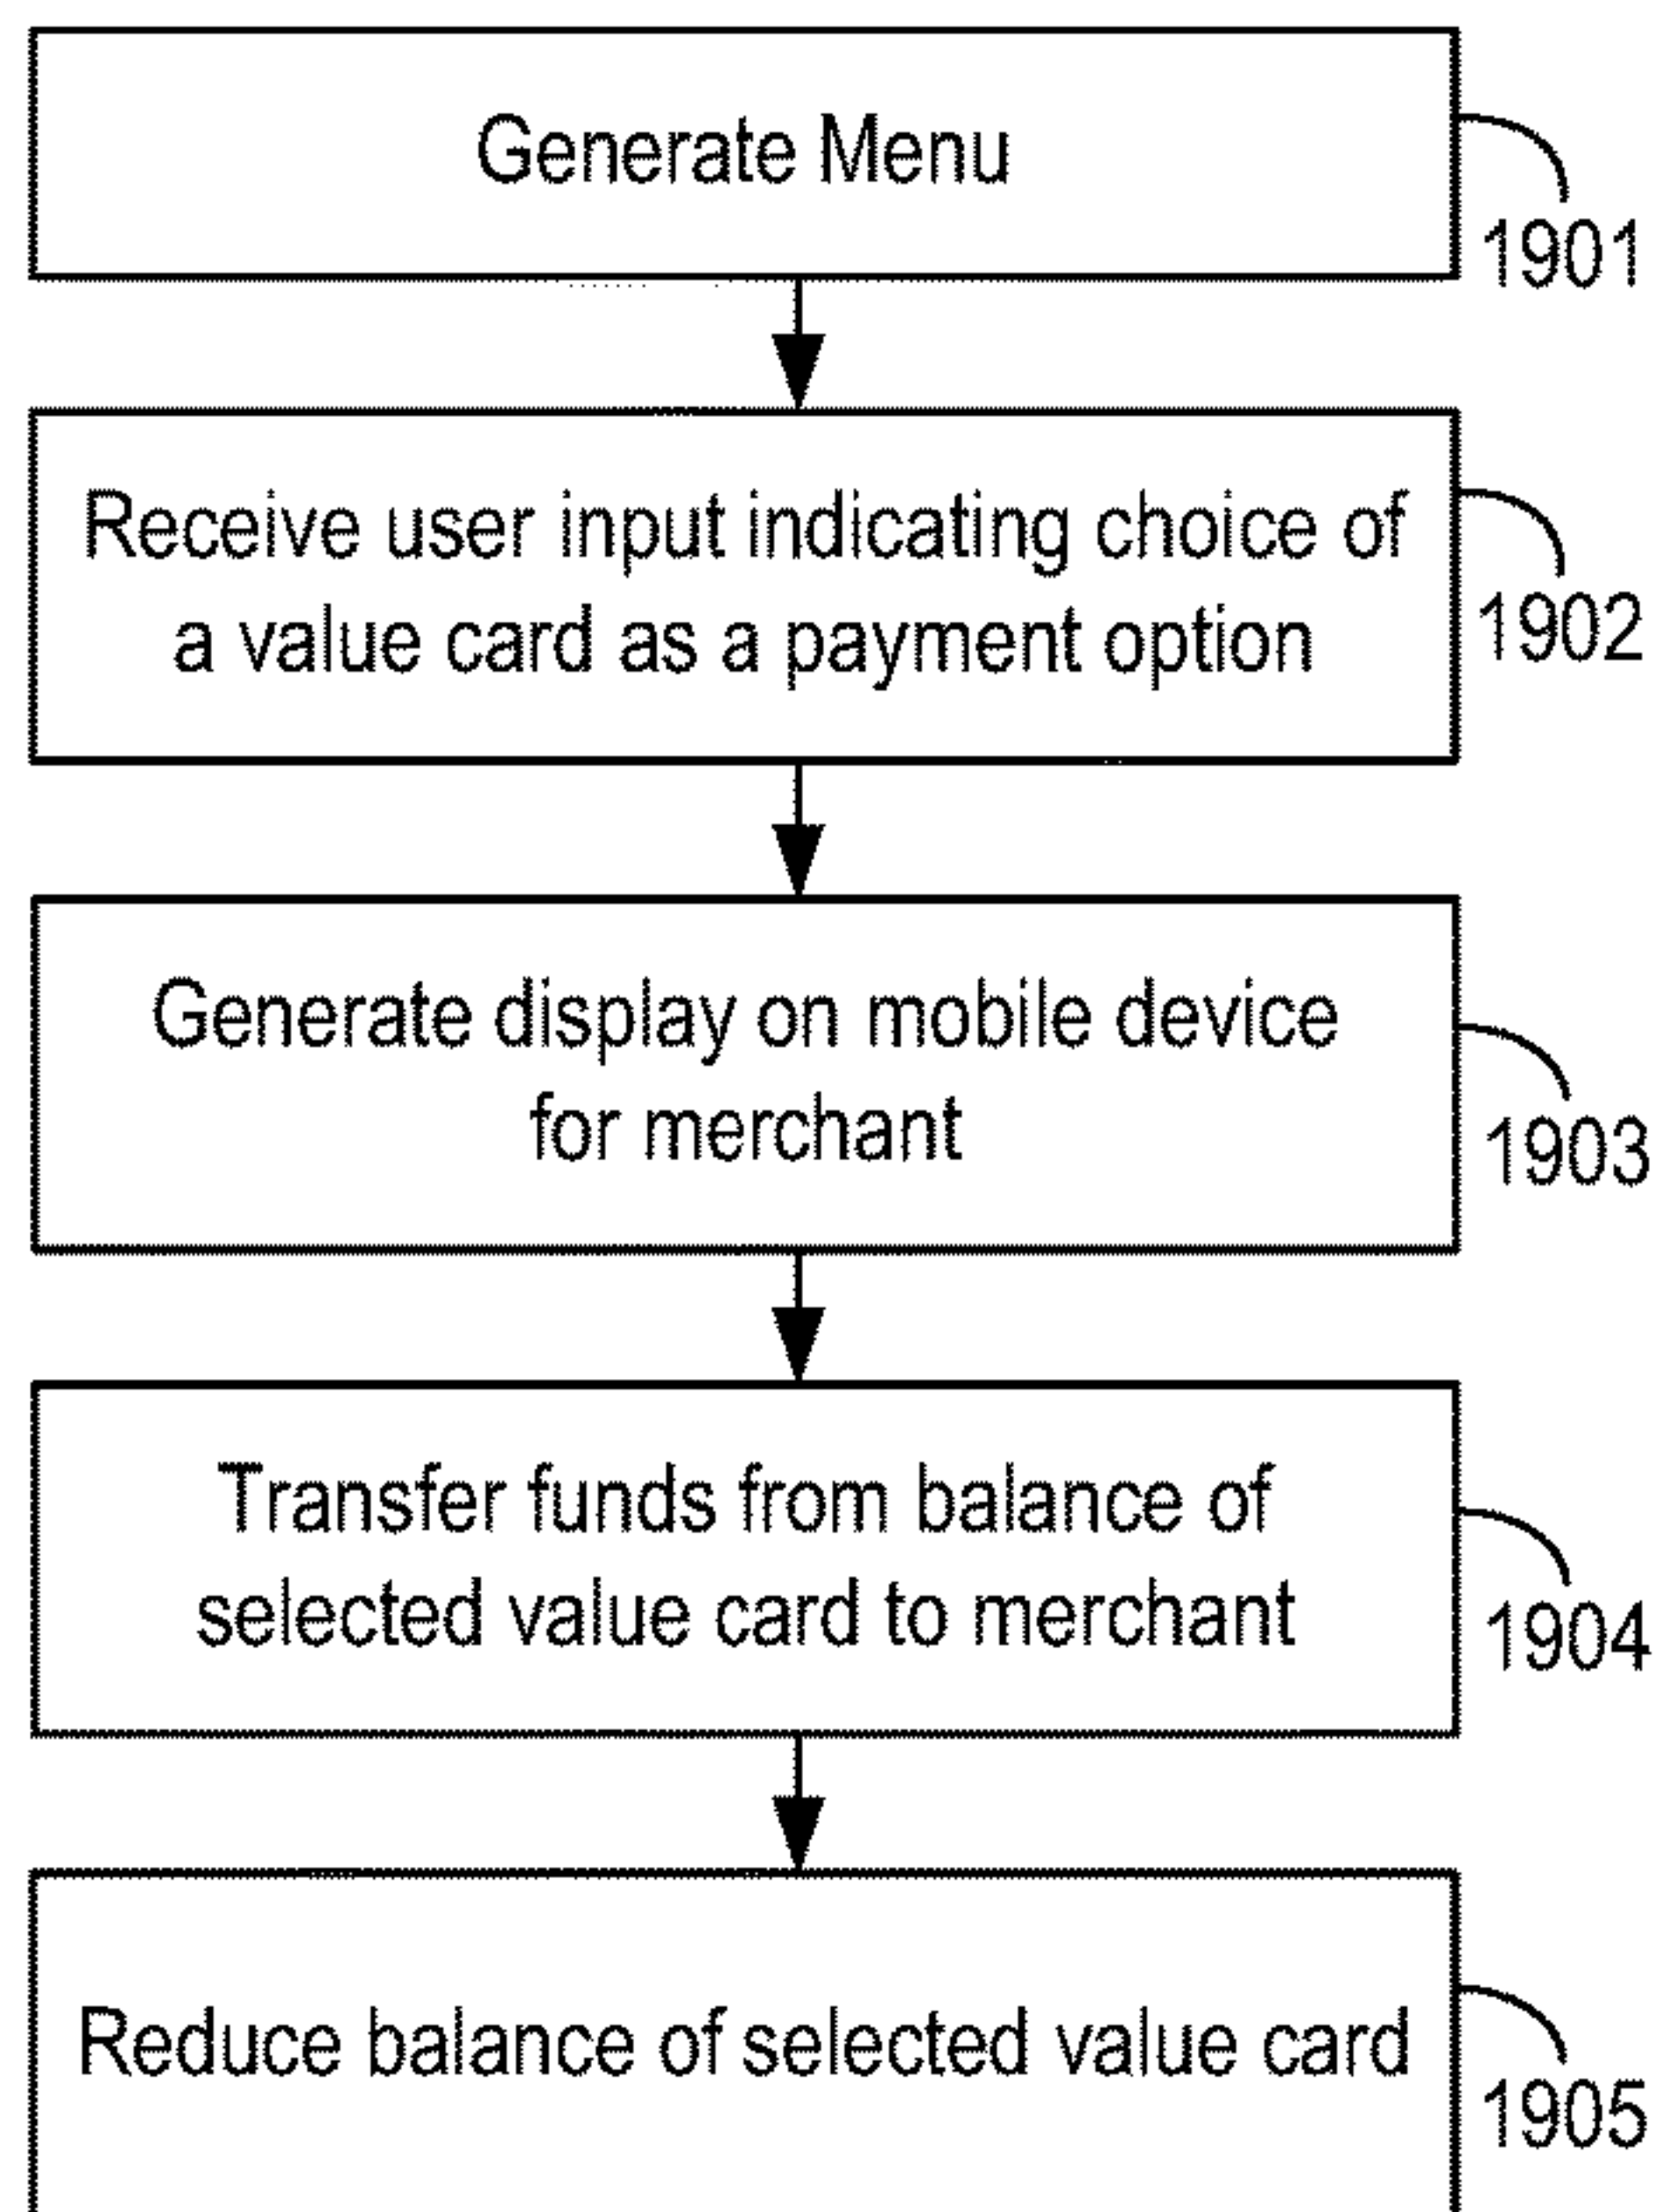 Generate Menu
1901
Receive user input indicating choice of
a value card as a payment option
1902
Generate display on mobile device
for merchant
1903
Transfer funds from balance of
selected value card to merchant
1904
Reduce balance of selected value card
1905